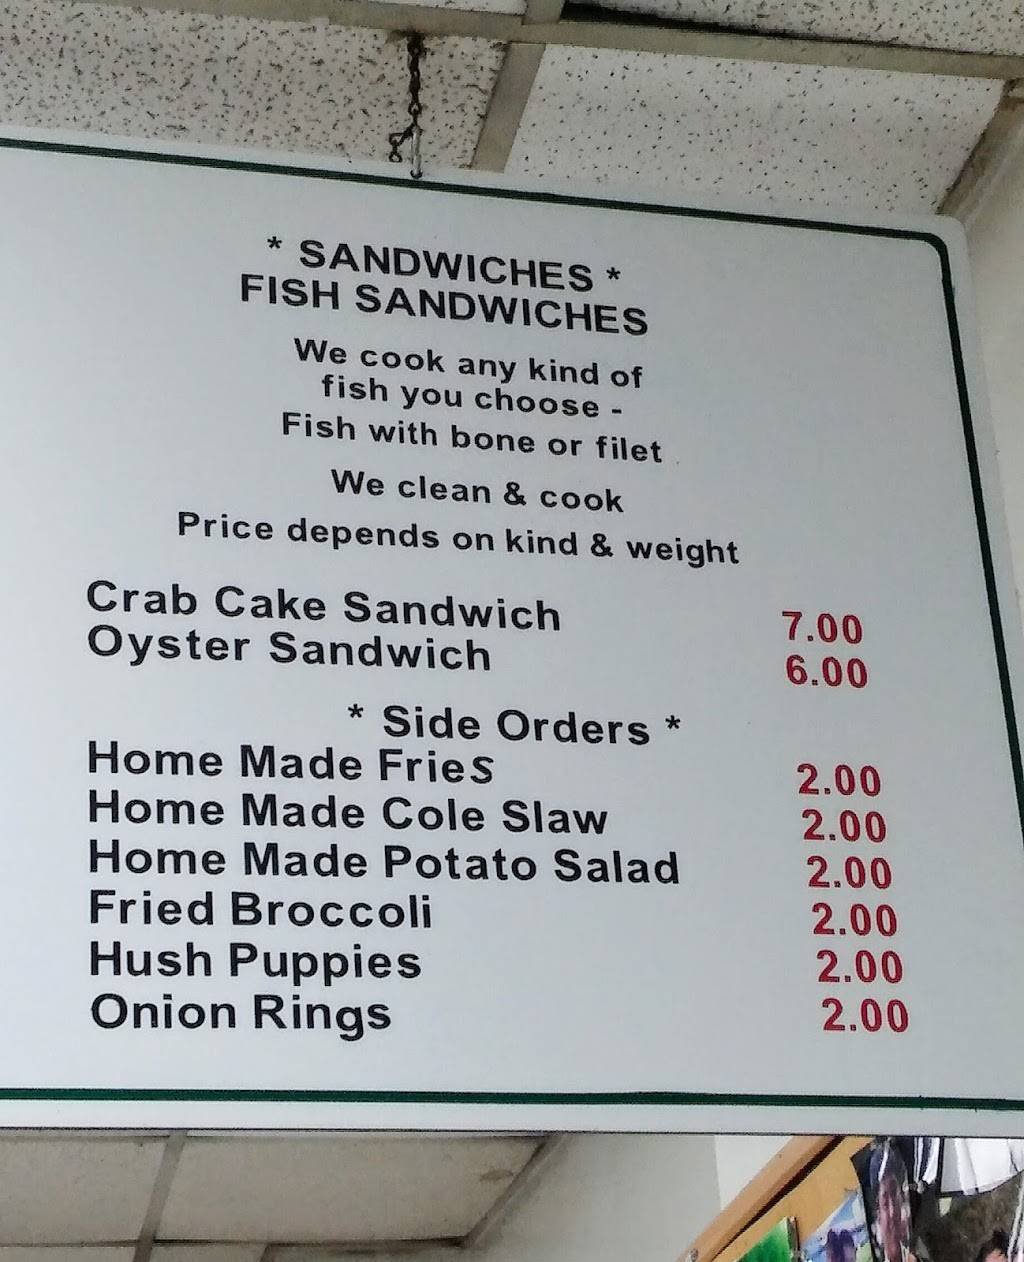 * SANDWICHES *
FISH SANDWICHES
We cook any kind of
fish you choose -
Fish with bone or filet
We clean & cook
Price depends on kind & weight
Crab Cake Sandwich 7.00
Oyster Sandwich 6.00
* Side Orders *
Home Made Fries 2.00
Home Made Cole Slaw 2.00
Home Made Potato Salad 2.00
Fried Broccoli 2.00
Hush Puppies 2.00
Onion Rings 2.00